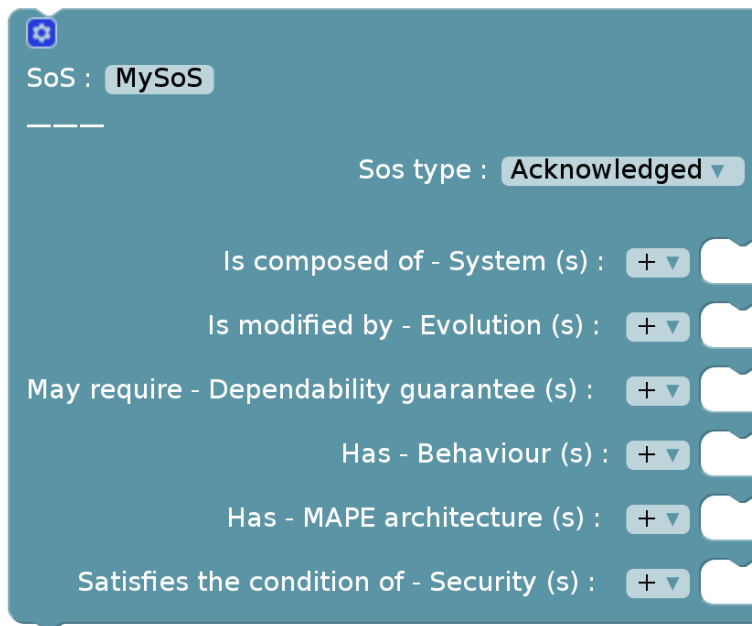 SoS : MySoS
———
Sos type : Acknowledged ▼
Is composed of - System (s) : + ▼
Is modified by - Evolution (s) : + ▼
May require - Dependability guarantee (s) : + ▼
Has - Behaviour (s) : + ▼
Has - MAPE architecture (s) : + ▼
Satisfies the condition of - Security (s) : + ▼